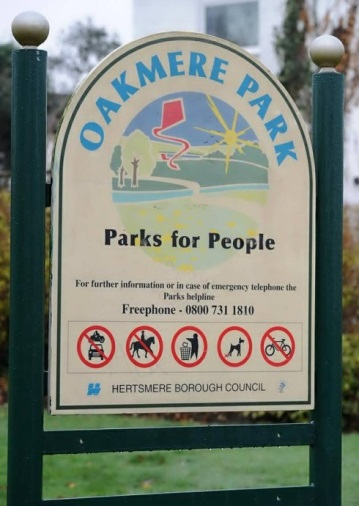 OAKMERE PARK
Parks for People
For further information or in case of emergency telephone the
Parks helpline
Freephone - 0800 731 1810
HERTSMERE BOROUGH COUNCIL